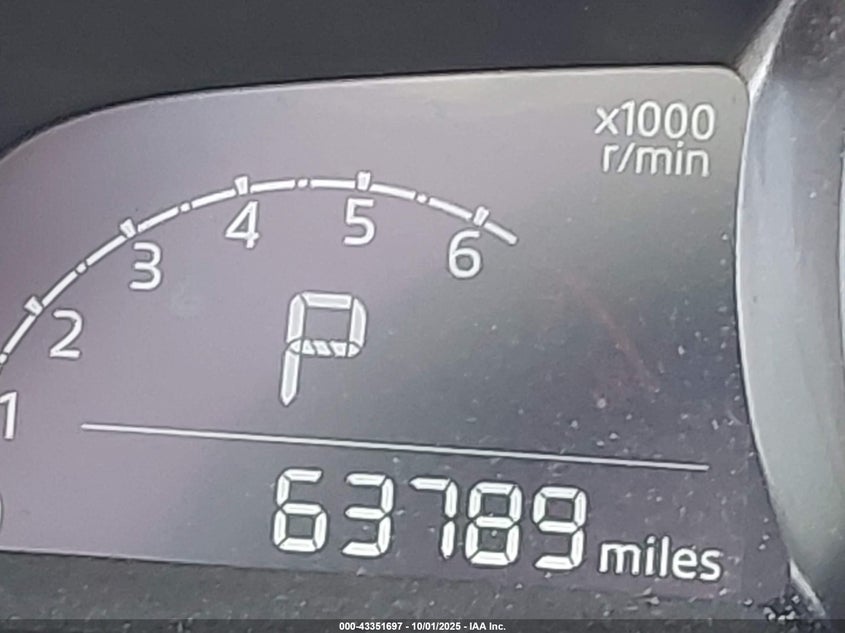 x1000
r/min
1 2 3 4 5 6
P
63789 miles
000-43351697 - 10/01/2025 - IAA Inc.